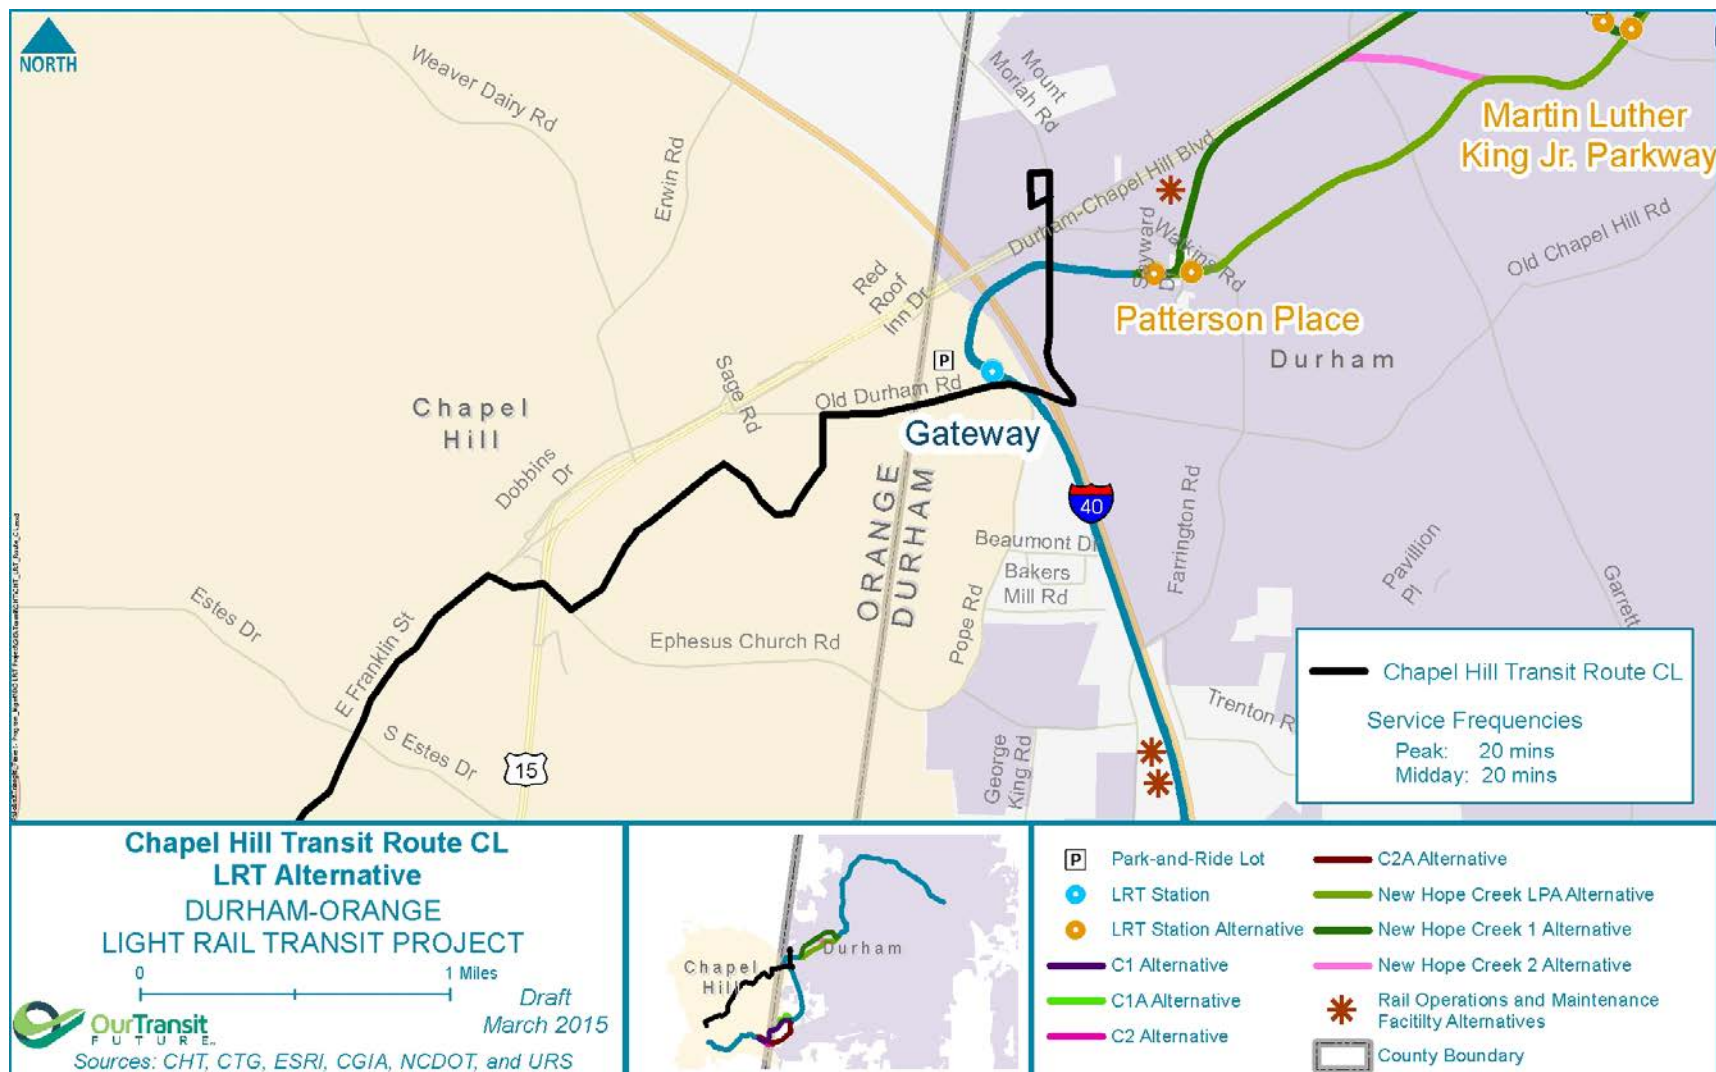 NORTH
Weaver Dairy Rd
Erwin Rd
Mount
Moriah Rd
Durham-Chapel Hill Blvd
Martin Luther
King Jr. Parkway
Old Chapel Hill Rd
Watkins Rd
Sayward
Dr
Red
Roof
Inn Dr
Patterson Place
Durham
P
Sage Rd
Old Durham Rd
Gateway
Chapel
Hill
Dobbins
Dr
ORANGE
DURHAM
40
Farrington Rd
Beaumont Dr
Bakers
Mill Rd
Pavillion
Pl
Garrett
Estes Dr
E Franklin St
Ephesus Church Rd
Pope Rd
S Estes Dr
15
George
King Rd
Trenton R
Chapel Hill Transit Route CL
Service Frequencies
Peak: 20 mins
Midday: 20 mins
Chapel Hill Transit Route CL
LRT Alternative
DURHAM-ORANGE
LIGHT RAIL TRANSIT PROJECT
0 1 Miles
Draft
March 2015
OurTransit
FUTURE
Sources: CHT, CTG, ESRI, CGIA, NCDOT, and URS
Durham
Chapel
Hill
P Park-and-Ride Lot
LRT Station
LRT Station Alternative
C1 Alternative
C1A Alternative
C2 Alternative
C2A Alternative
New Hope Creek LPA Alternative
New Hope Creek 1 Alternative
New Hope Creek 2 Alternative
Rail Operations and Maintenance
Facitilty Alternatives
County Boundary